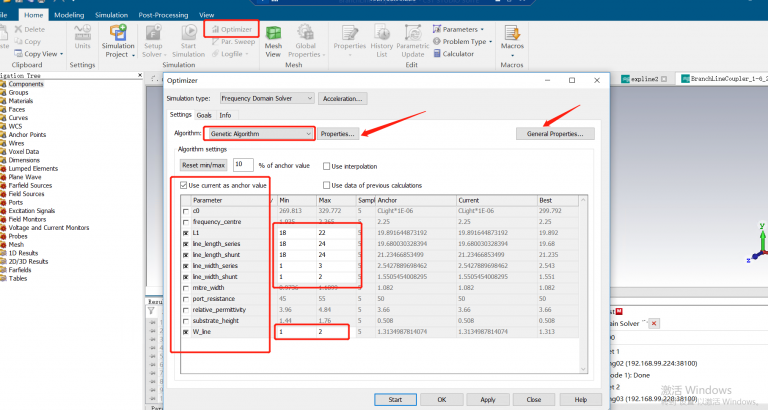 File Home Modeling Simulation Post-Processing View
Delete
Copy
Copy View
Clipboard
Units
Settings
Simulation Project
Setup Solver
Start Simulation
Optimizer
Par. Sweep
Logfile
Simulation
Mesh View
Global Properties
Mesh
Properties
History List
Parametric Update
Parameters
Problem Type
Calculator
Edit
Macros
Macros
igation Tree
Components
Groups
Materials
Faces
Curves
WCS
Anchor Points
Wires
Voxel Data
Dimensions
Lumped Elements
Plane Wave
Farfield Sources
Field Sources
Ports
Excitation Signals
Field Monitors
Voltage and Current Monitors
Probes
Mesh
1D Results
2D/3D Results
Farfields
Tables
expline2
BranchLineCoupler_1-6_2
Optimizer
Simulation type: Frequency Domain Solver Acceleration...
Settings Goals Info
Algorithm: Genetic Algorithm Properties... General Properties...
Algorithm settings
Reset min/max 10 % of anchor value Use interpolation
Use current as anchor value Use data of previous calculations
Parameter Min Max Sampl Anchor Current Best
c0 269.813 329.772 5 CLight*1E-06 CLight*1E-06 299.792
frequency_centre 5 2.25 2.25 2.25
L1 18 22 5 19.891644873192 19.891644873192 19.892
line_length_series 18 24 5 19.680030328394 19.680030328394 19.68
line_length_shunt 18 24 5 21.23466653499 21.23466653499 21.235
line_width_series 1 3 5 2.5427889698462 2.5427889698462 2.543
line_width_shunt 1 2 5 1.5505454008295 1.5505454008295 1.551
mitre_width 5 1.082 1.082 1.082
port_resistance 45 55 5 50 50 50
relative_permittivity 3.96 4.84 5 3.66 3.66 3.66
substrate_height 1.44 1.76 5 0.508 0.508 0.508
W_line 1 2 5 1.3134987814074 1.3134987814074 1.313
Start OK Apply Close Help
ain Solver
et 1
ng02 (192.168.99.224:38100)
ode 1): Done
et 2
ng03 (192.168.99.228:38100)
激活 Windows